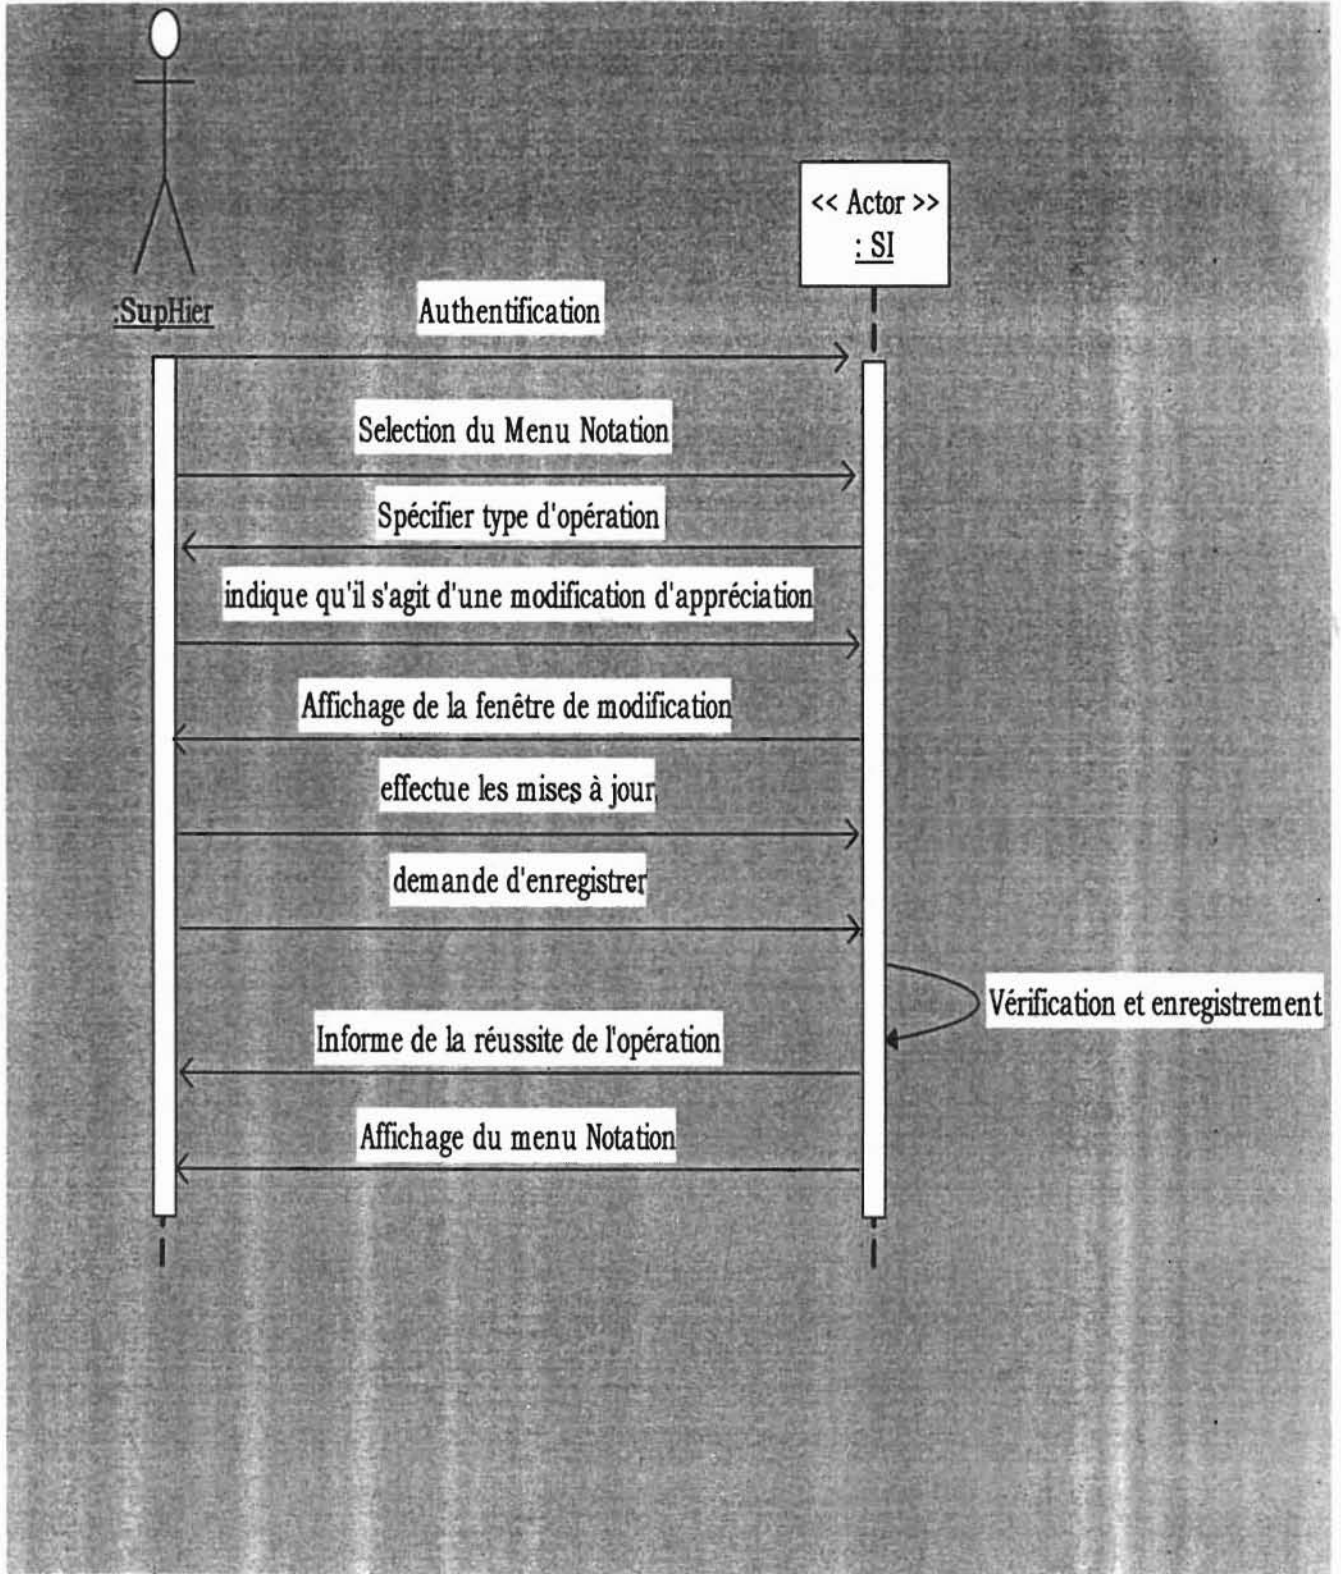 << Actor >>
: SI
:SupHier
Authentification
Selection du Menu Notation
Spécifier type d'opération
indique qu'il s'agit d'une modification d'appréciation
Affichage de la fenêtre de modification
effectue les mises à jour
demande d'enregistrer
Vérification et enregistrement
Informe de la réussite de l'opération
Affichage du menu Notation